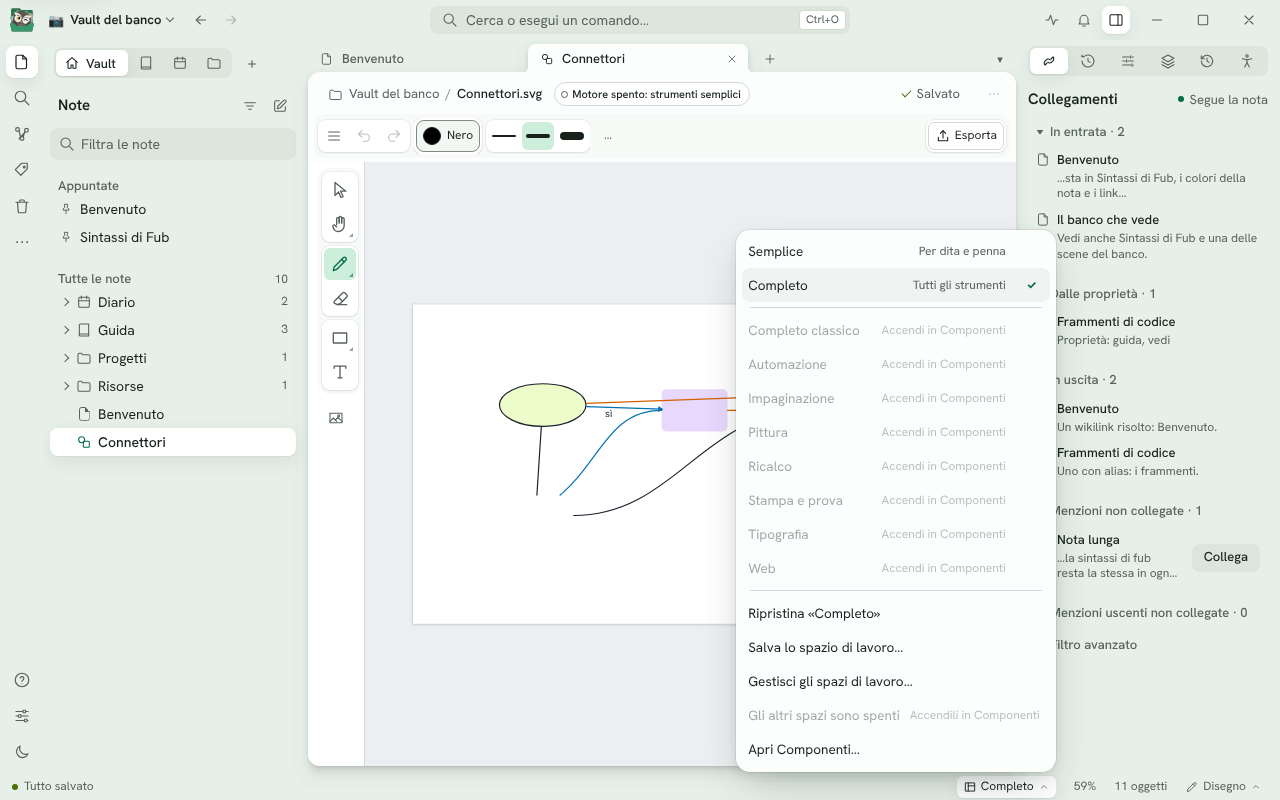 Vault del banco
Cerca o esegui un comando...
Ctrl+O
Vault
Benvenuto
Connettori
Note
Vault del banco / Connettori.svg
Motore spento: strumenti semplici
Salvato
Collegamenti
Segue la nota
Filtra le note
Nero
...
Esporta
In entrata · 2
Benvenuto
...sta in Sintassi di Fub, i colori della
nota e i link...
Appuntate
Benvenuto
Sintassi di Fub
Il banco che vede
Vedi anche Sintassi di Fub e una delle
scene del banco.
Tutte le note 10
Diario 2
Guida 3
Progetti 1
Risorse 1
Benvenuto
Connettori
sì
Semplice Per dita e penna
Completo Tutti gli strumenti
Completo classico Accendi in Componenti
Automazione Accendi in Componenti
Impaginazione Accendi in Componenti
Pittura Accendi in Componenti
Ricalco Accendi in Componenti
Stampa e prova Accendi in Componenti
Tipografia Accendi in Componenti
Web Accendi in Componenti
Ripristina «Completo»
Salva lo spazio di lavoro...
Gestisci gli spazi di lavoro...
Gli altri spazi sono spenti Accendili in Componenti
Apri Componenti...
Dalle proprietà · 1
Frammenti di codice
Proprietà: guida, vedi
In uscita · 2
Benvenuto
Un wikilink risolto: Benvenuto.
Frammenti di codice
Uno con alias: i frammenti.
Menzioni non collegate · 1
Nota lunga
...la sintassi di fub
resta la stessa in ogn...
Collega
Menzioni uscenti non collegate · 0
Filtro avanzato
Tutto salvato
Completo
59%
11 oggetti
Disegno